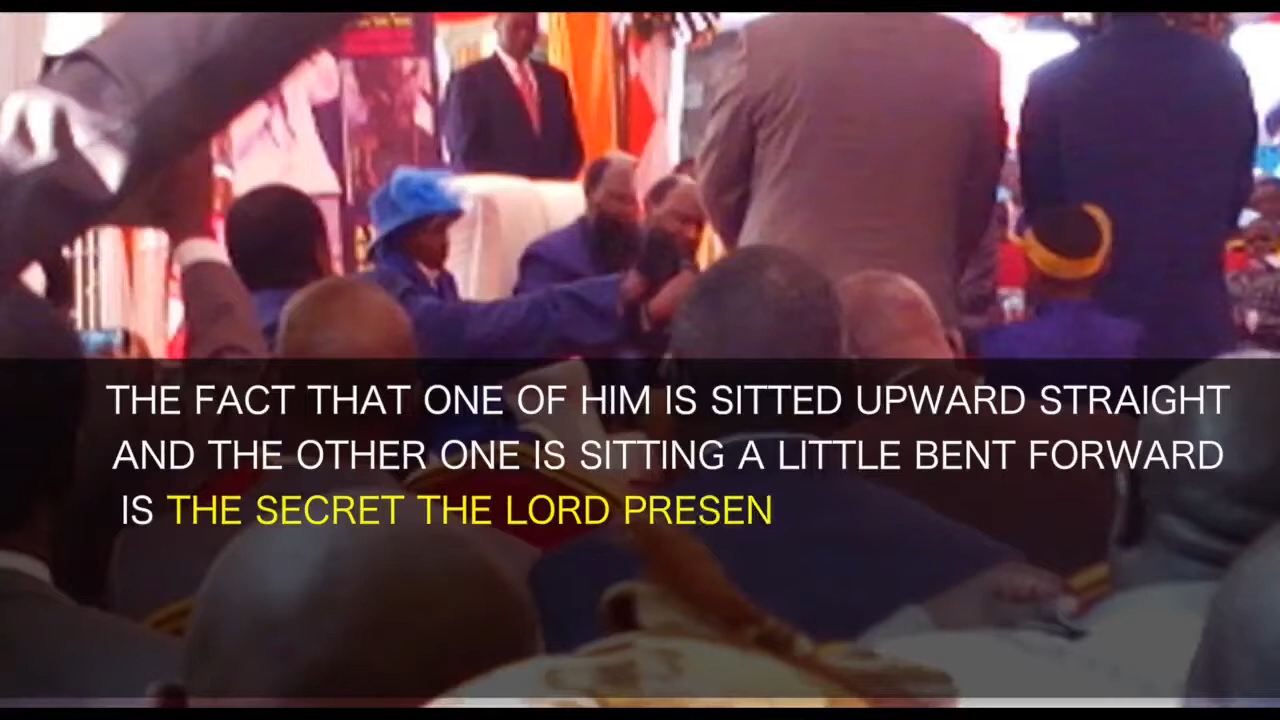 THE FACT THAT ONE OF HIM IS SITTED UPWARD STRAIGHT
AND THE OTHER ONE IS SITTING A LITTLE BENT FORWARD
IS THE SECRET THE LORD PRESEN